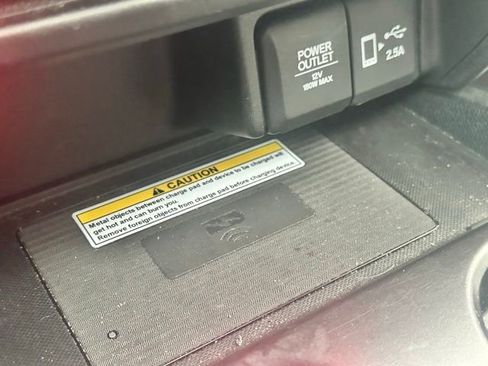 POWER
OUTLET
12V
180W MAX
2.5A
CAUTION
Metal objects between charge pad and device to be charged will
get hot and can burn you.
Remove foreign objects from charge pad before charging device